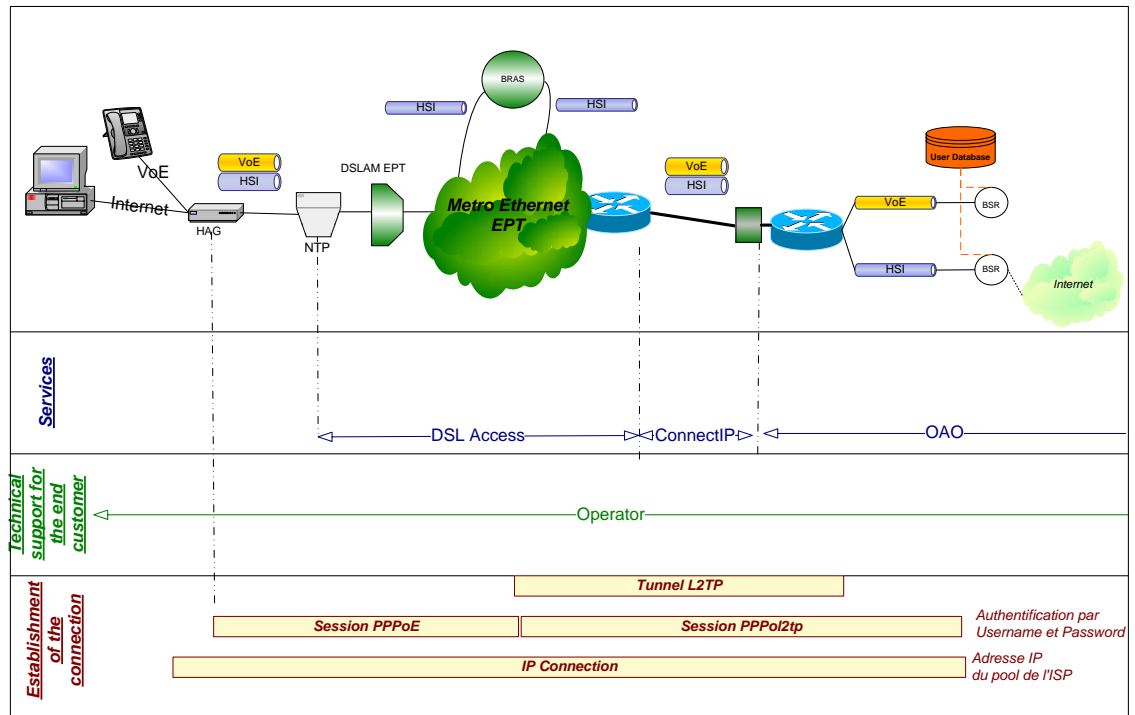 BRAS
HSI
HSI
VoE
Internet
HAG
VoE
HSI
NTP
DSLAM EPT
Metro Ethernet
EPT
VoE
HSI
User Database
VoE
BSR
HSI
BSR
Internet
Services
DSL Access
ConnectIP
OAO
Technical
support for
the end
customer
Operator
Establishment
of the
connection
Tunnel L2TP
Session PPPoE
Session PPPol2tp
Authentification par
Username et Password
IP Connection
Adresse IP
du pool de l'ISP